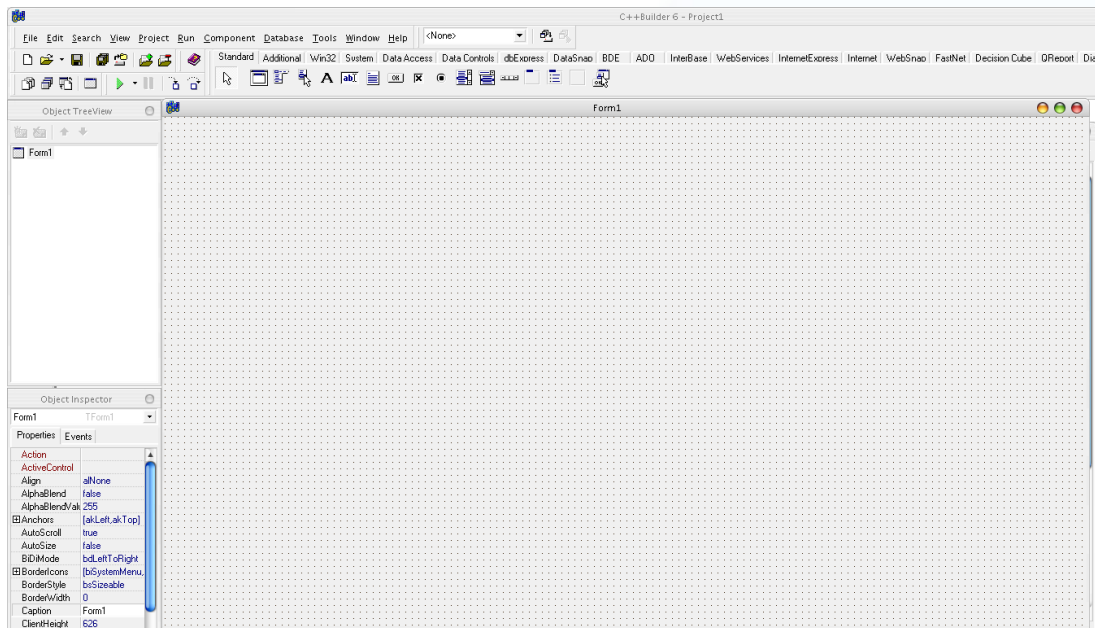 C++Builder 6 - Project1
File Edit Search View Project Run Component Database Tools Window Help <None>
Standard Additional Win32 System Data Access Data Controls dbExpress DataSnap BDE ADO InterBase WebServices InternetExpress Internet WebSnap FastNet Decision Cube QReport Dia
Object TreeView
Form1
Form1
Object Inspector
Form1 TForm1
Properties Events
Action
ActiveControl
Align alNone
AlphaBlend false
AlphaBlendValu 255
Anchors [akLeft,akTop]
AutoScroll true
AutoSize false
BiDiMode bdLeftToRight
BorderIcons [biSystemMenu,
BorderStyle bsSizeable
BorderWidth 0
Caption Form1
ClientHeight 626